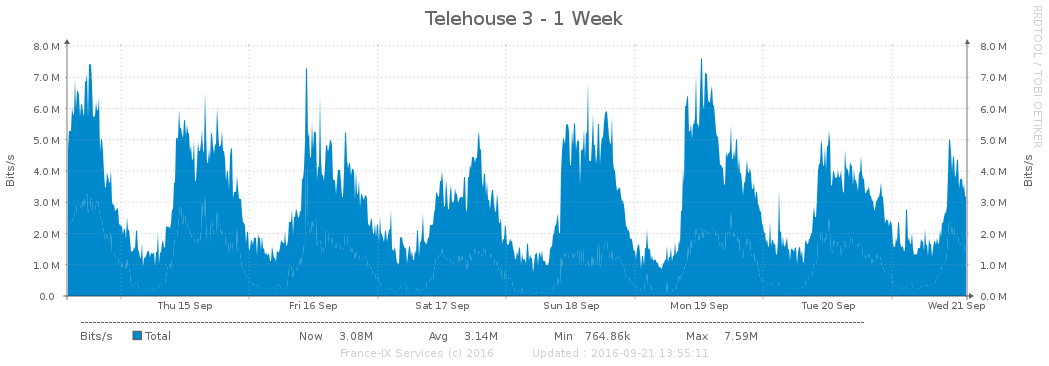 Telehouse 3 - 1 Week
RRDTOOL / TOBI OETIKER
Bits/s
8.0 M 8.0 M
7.0 M 7.0 M
6.0 M 6.0 M
5.0 M 5.0 M
4.0 M 4.0 M
3.0 M 3.0 M
2.0 M 2.0 M
1.0 M 1.0 M
0.0 0.0 M
Bits/s
Thu 15 Sep Fri 16 Sep Sat 17 Sep Sun 18 Sep Mon 19 Sep Tue 20 Sep Wed 21 Sep
Bits/s Total Now 3.08M Avg 3.14M Min 764.86k Max 7.59M
France-IX Services (c) 2016 Updated : 2016-09-21 13:55:11